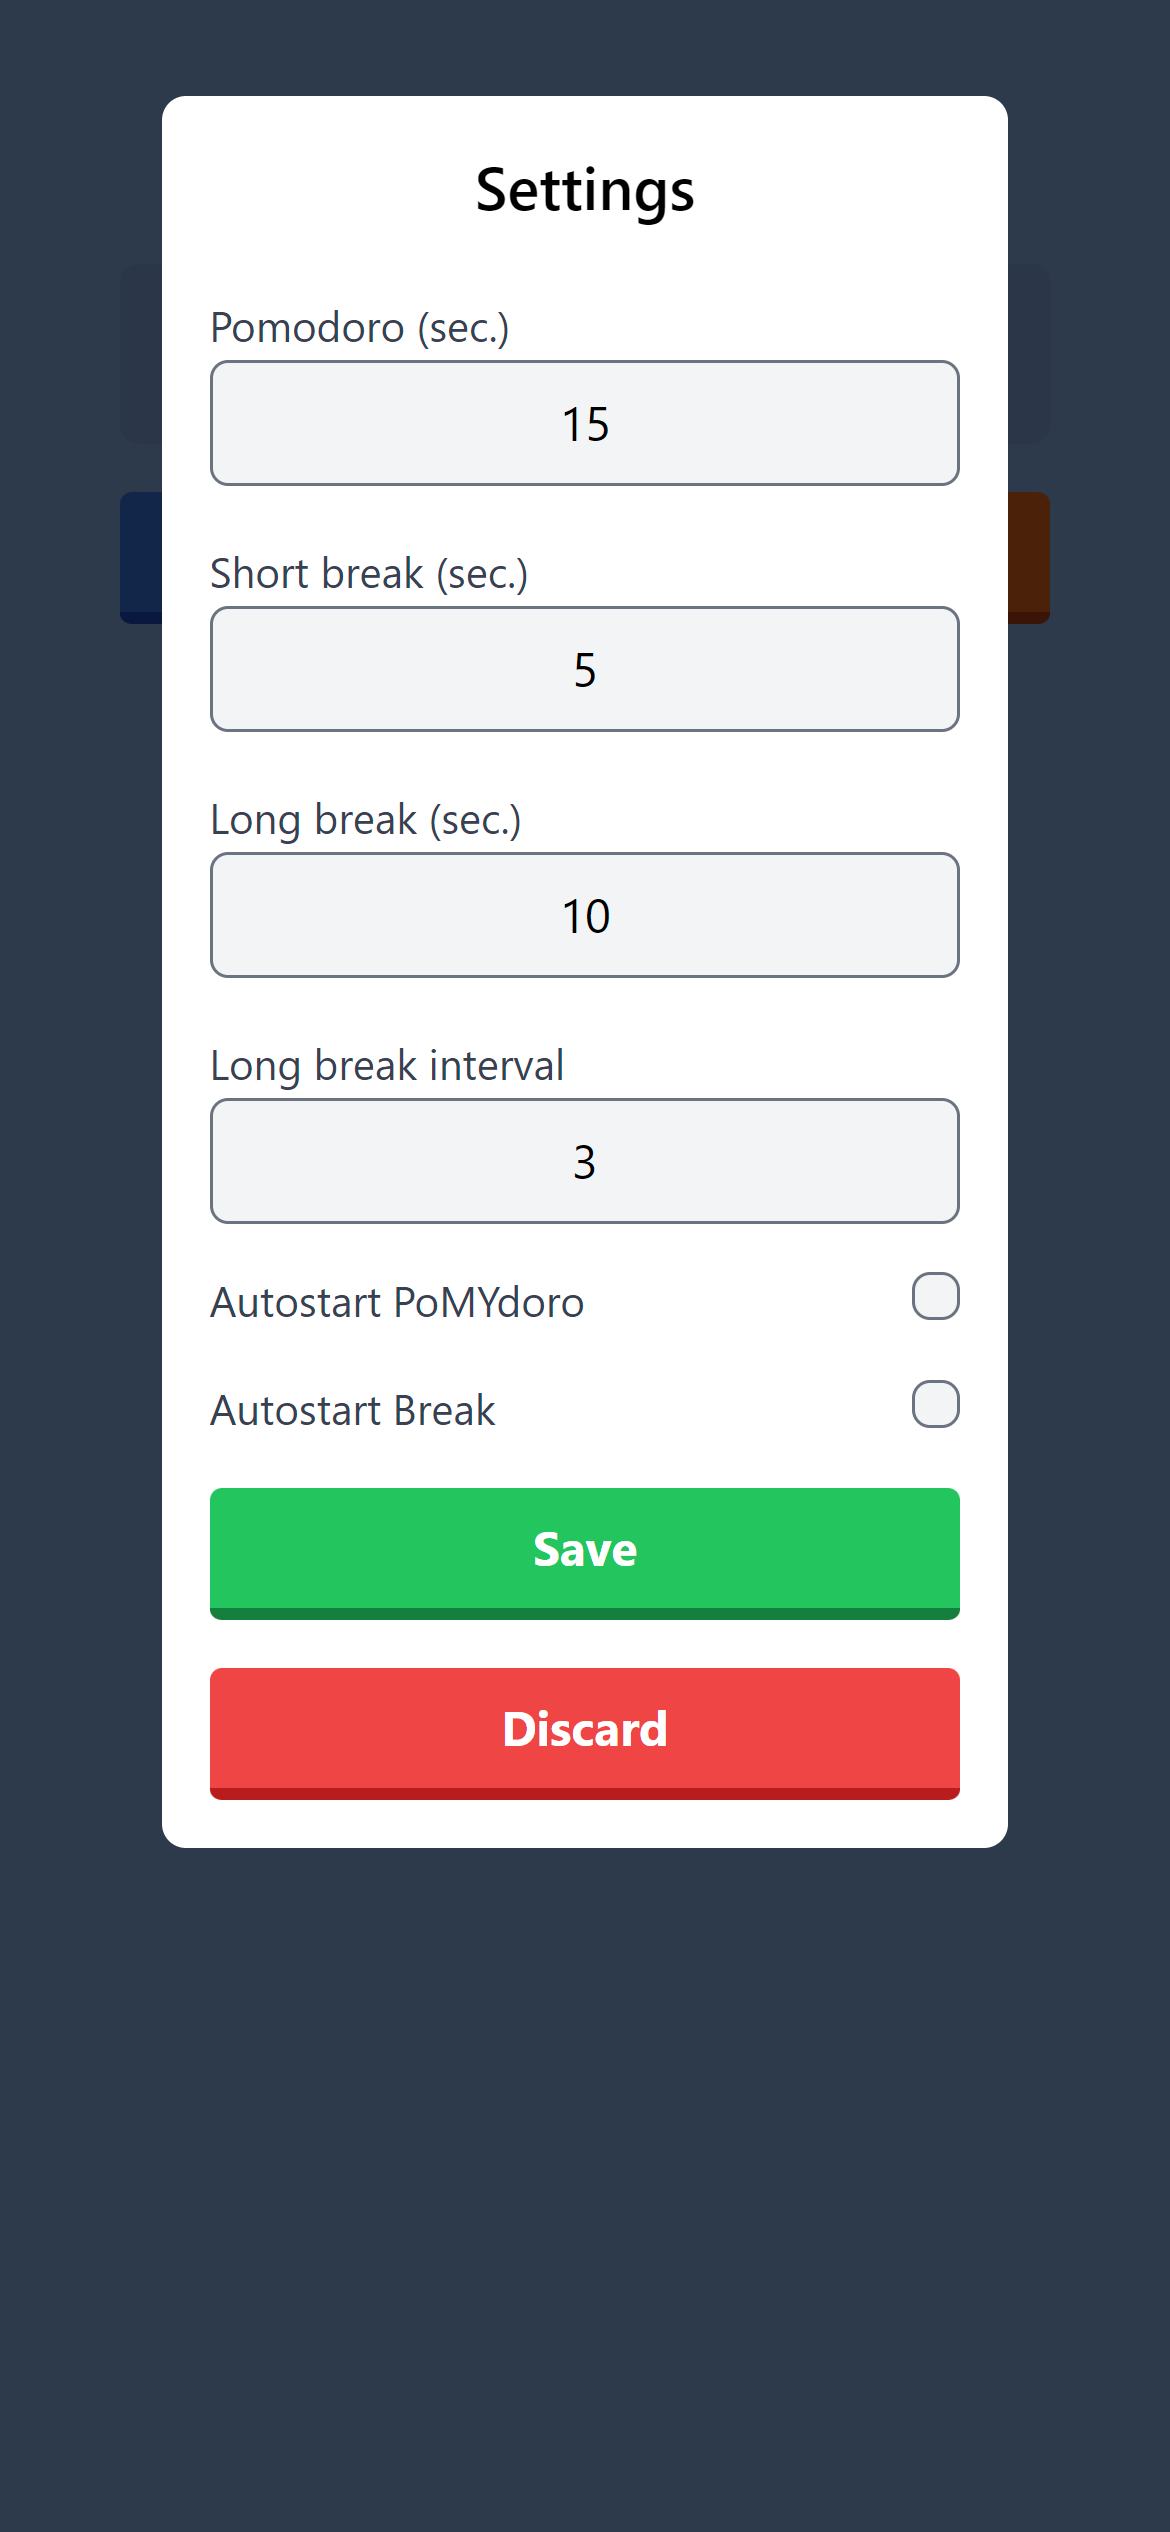 Settings
Pomodoro (sec.)
15
Short break (sec.)
5
Long break (sec.)
10
Long break interval
3
Autostart PoMYdoro
Autostart Break
Save
Discard